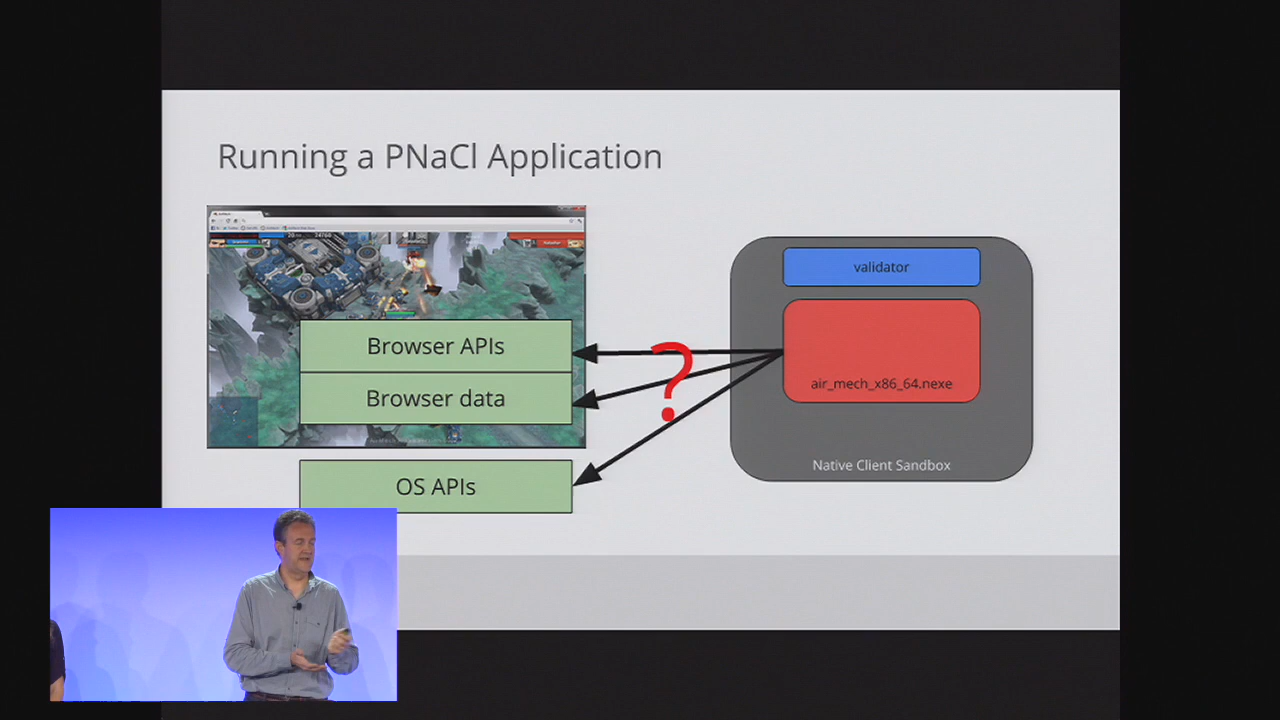 Running a PNaCl Application
validator
Browser APIs
Browser data
air_mech_x86_64.nexe
?
Native Client Sandbox
OS APIs